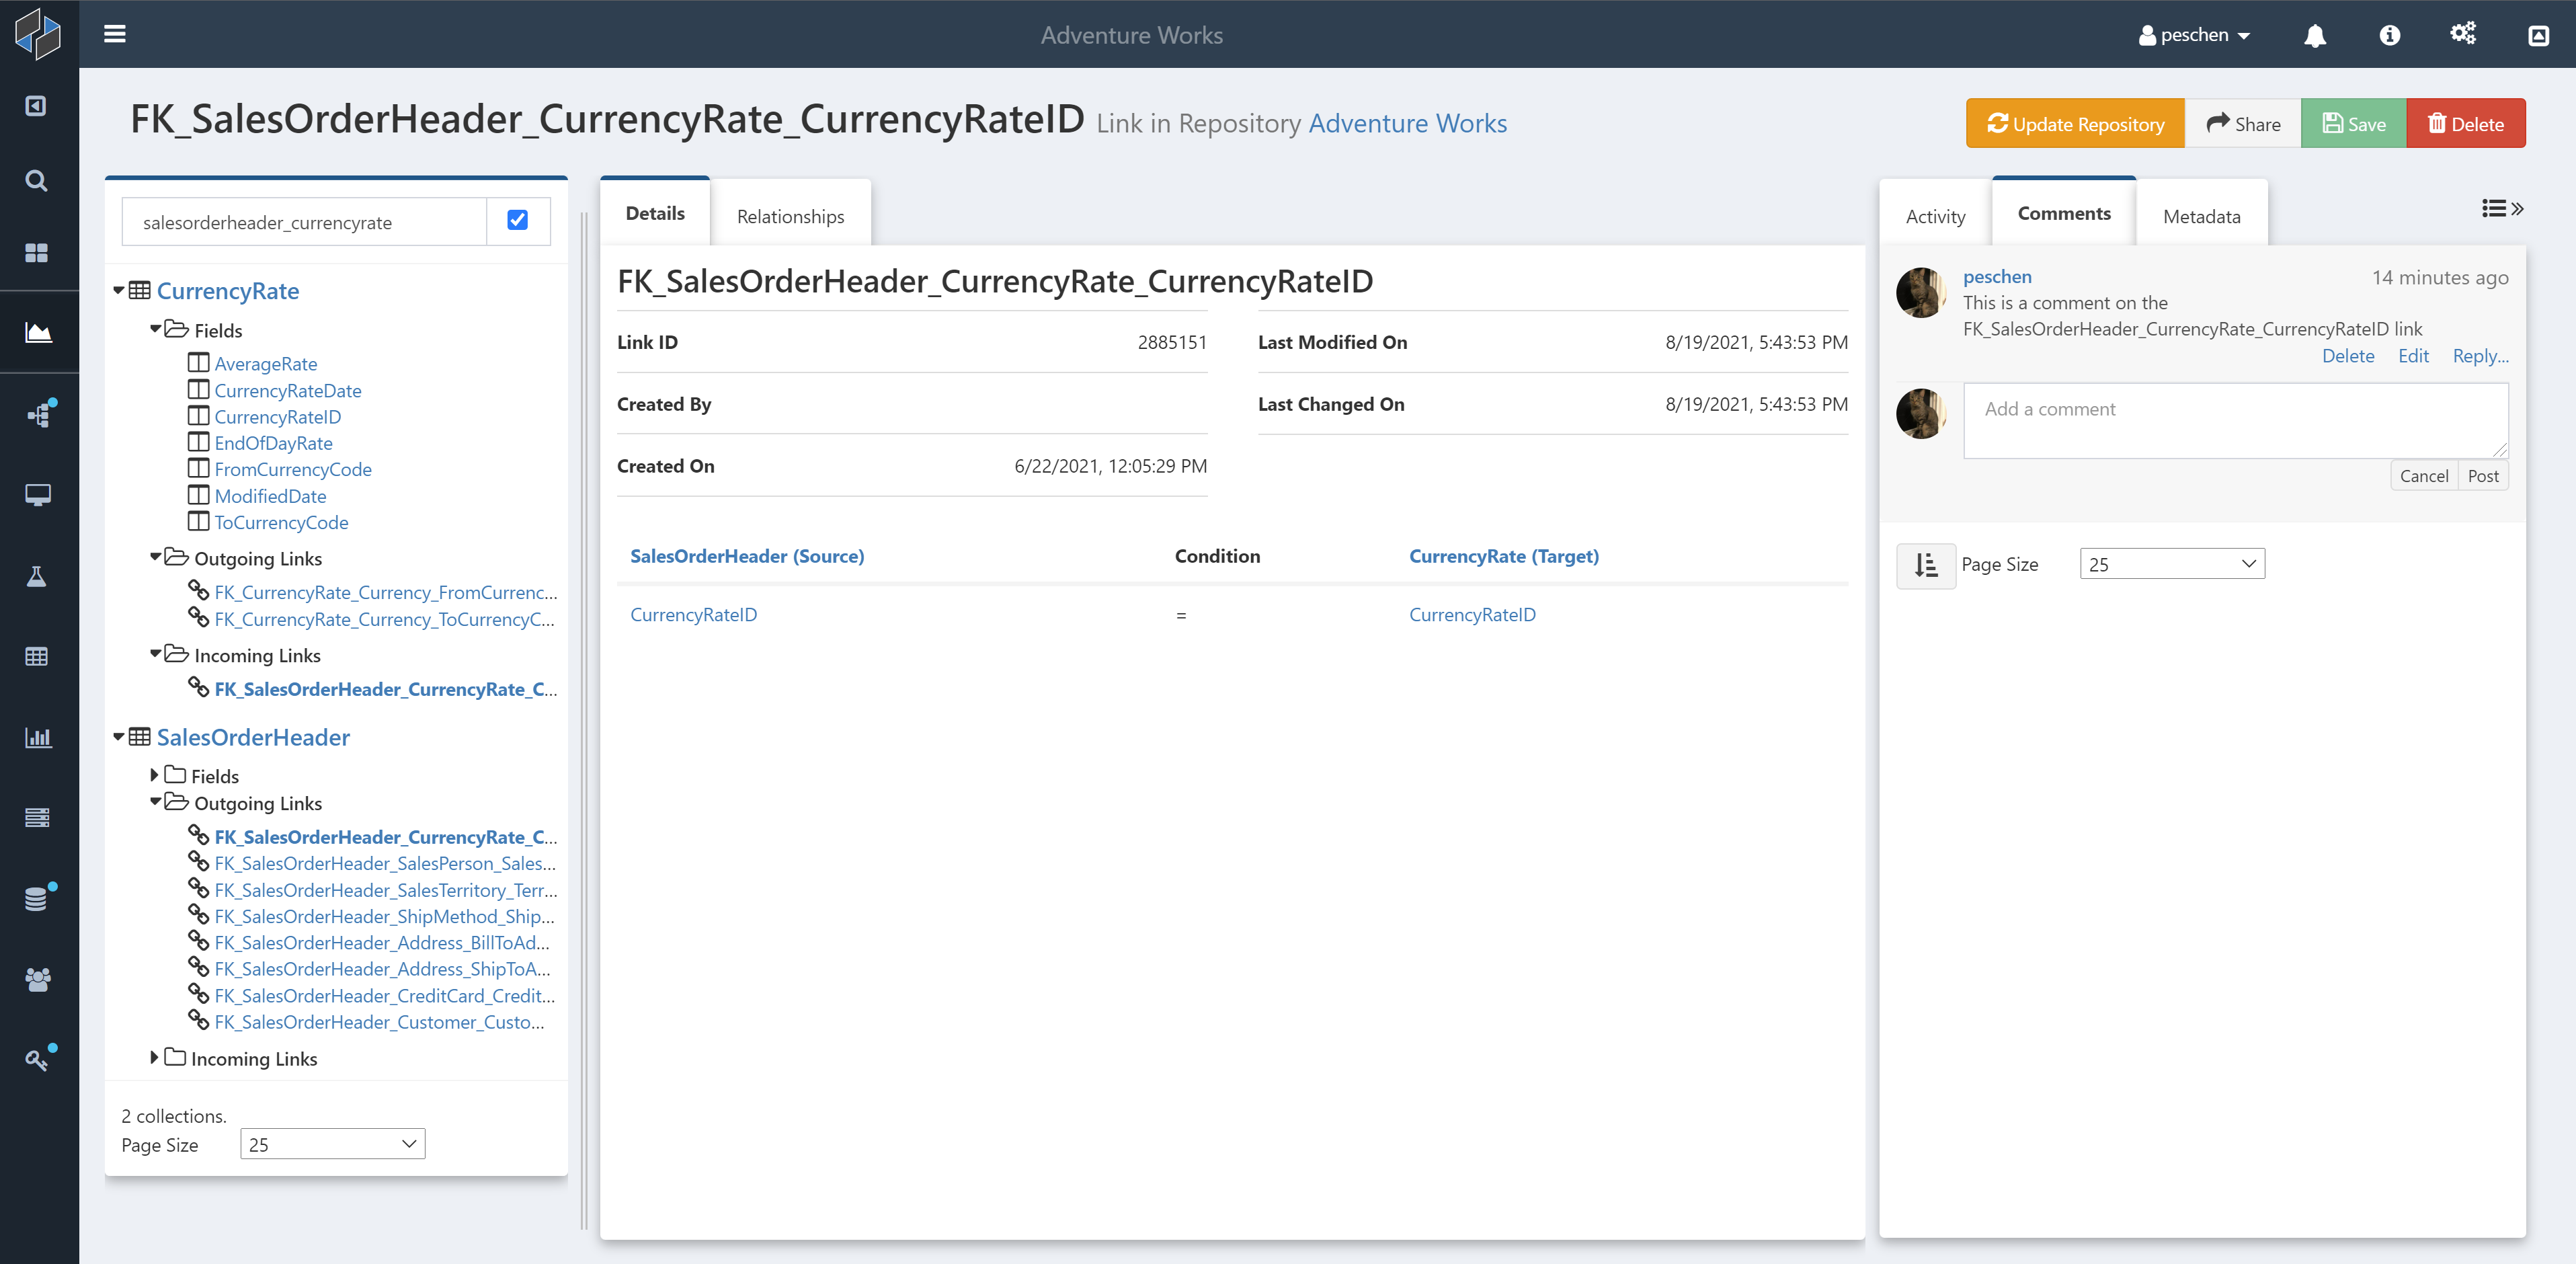 Adventure Works
peschen
FK_SalesOrderHeader_CurrencyRate_CurrencyRateID Link in Repository Adventure Works
Update Repository
Share
Save
Delete
salesorderheader_currencyrate
CurrencyRate
Fields
AverageRate
CurrencyRateDate
CurrencyRateID
EndOfDayRate
FromCurrencyCode
ModifiedDate
ToCurrencyCode
Outgoing Links
FK_CurrencyRate_Currency_FromCurrenc...
FK_CurrencyRate_Currency_ToCurrencyC...
Incoming Links
FK_SalesOrderHeader_CurrencyRate_C...
SalesOrderHeader
Fields
Outgoing Links
FK_SalesOrderHeader_CurrencyRate_C...
FK_SalesOrderHeader_SalesPerson_Sales...
FK_SalesOrderHeader_SalesTerritory_Terr...
FK_SalesOrderHeader_ShipMethod_Ship...
FK_SalesOrderHeader_Address_BillToAd...
FK_SalesOrderHeader_Address_ShipToA...
FK_SalesOrderHeader_CreditCard_Credit...
FK_SalesOrderHeader_Customer_Custo...
Incoming Links
2 collections.
Page Size 25
Details
Relationships
FK_SalesOrderHeader_CurrencyRate_CurrencyRateID
Link ID 2885151
Last Modified On 8/19/2021, 5:43:53 PM
Created By
Last Changed On 8/19/2021, 5:43:53 PM
Created On 6/22/2021, 12:05:29 PM
SalesOrderHeader (Source) Condition CurrencyRate (Target)
CurrencyRateID = CurrencyRateID
Activity
Comments
Metadata
peschen 14 minutes ago
This is a comment on the
FK_SalesOrderHeader_CurrencyRate_CurrencyRateID link
Delete Edit Reply...
Add a comment
Cancel Post
Page Size 25